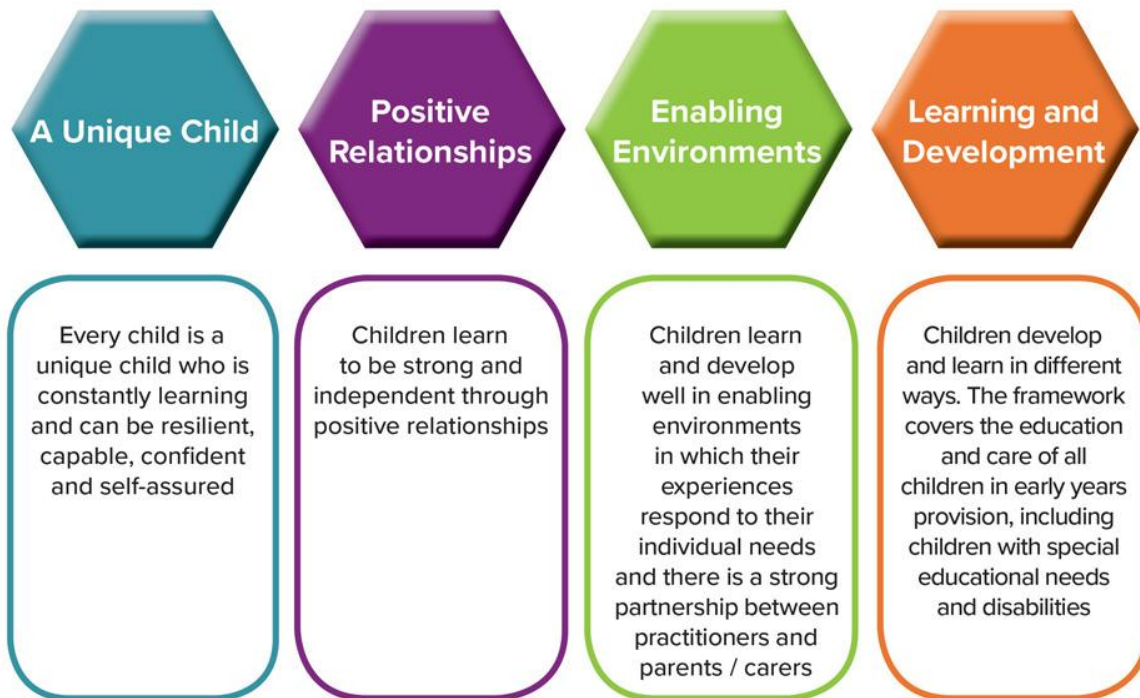 A Unique Child
Positive
Relationships
Enabling
Environments
Learning and
Development
Every child is a
unique child who is
constantly learning
and can be resilient,
capable, confident
and self-assured
Children learn
to be strong and
independent through
positive relationships
Children learn
and develop
well in enabling
environments
in which their
experiences
respond to their
individual needs
and there is a strong
partnership between
practitioners and
parents / carers
Children develop
and learn in different
ways. The framework
covers the education
and care of all
children in early years
provision, including
children with special
educational needs
and disabilities